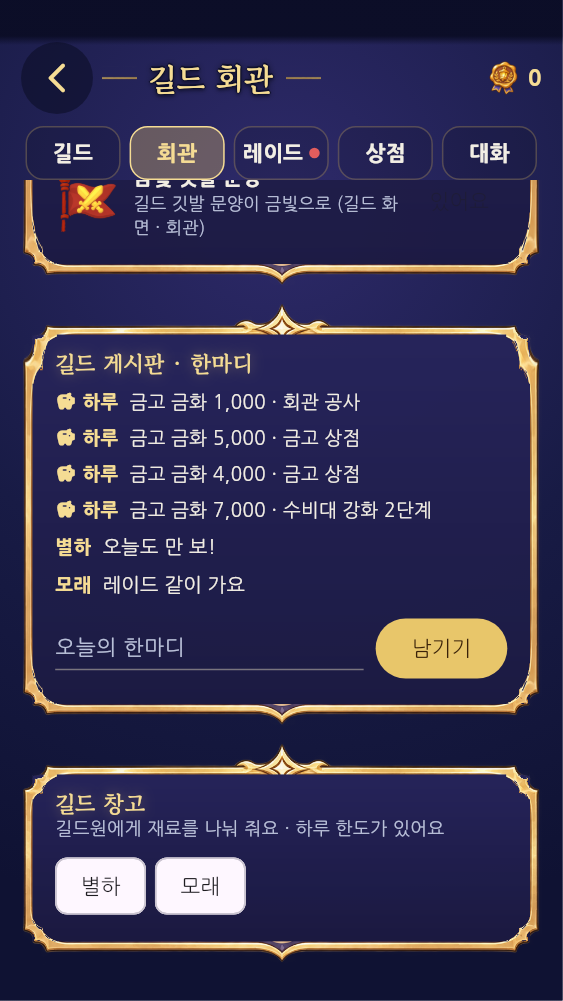 길드 회관
0
길드
회관
레이드
상점
대화
금빛 깃발 문양
길드 깃발 문양이 금빛으로 (길드 화
면 · 회관)
길드 게시판 · 한마디
하루 금고 금화 1,000 · 회관 공사
하루 금고 금화 5,000 · 금고 상점
하루 금고 금화 4,000 · 금고 상점
하루 금고 금화 7,000 · 수비대 강화 2단계
별하 오늘도 만 보!
모래 레이드 같이 가요
오늘의 한마디
남기기
길드 창고
길드원에게 재료를 나눠 줘요 · 하루 한도가 있어요
별하
모래